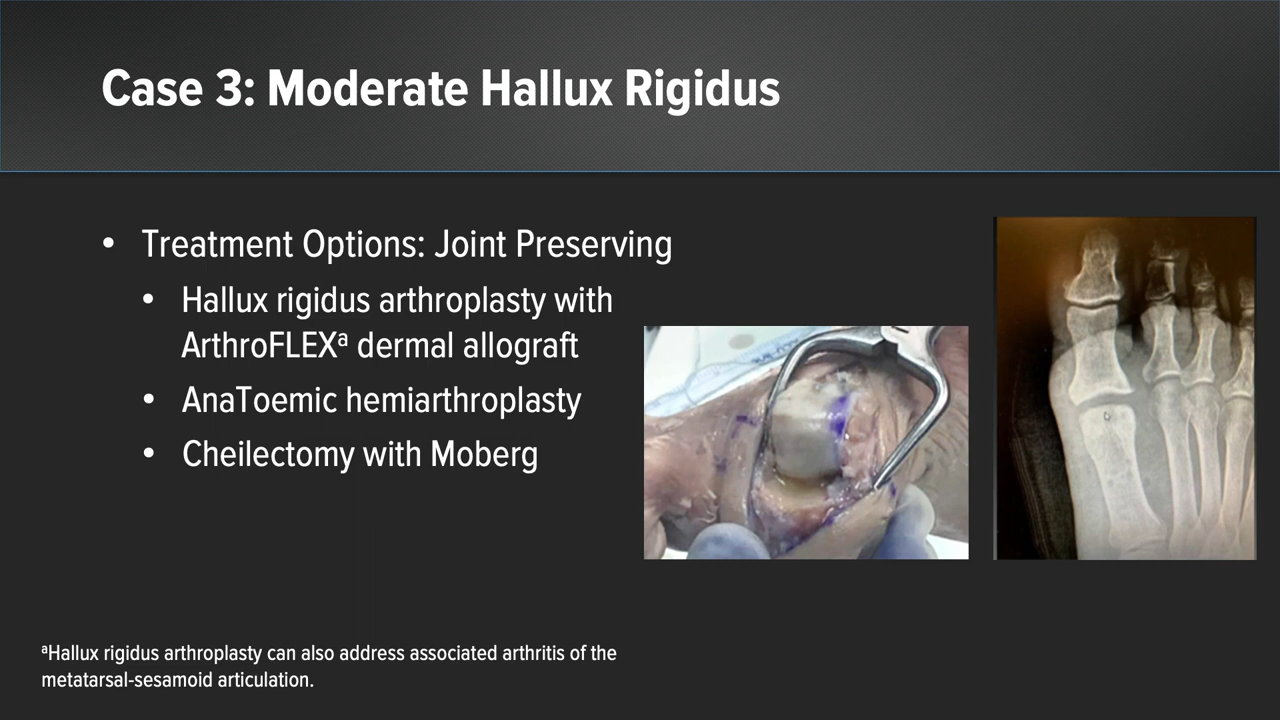 Case 3: Moderate Hallux Rigidus
• Treatment Options: Joint Preserving
• Hallux rigidus arthroplasty with
ArthroFLEXª dermal allograft
• AnaToemic hemiarthroplasty
• Cheilectomy with Moberg
ªHallux rigidus arthroplasty can also address associated arthritis of the
metatarsal-sesamoid articulation.